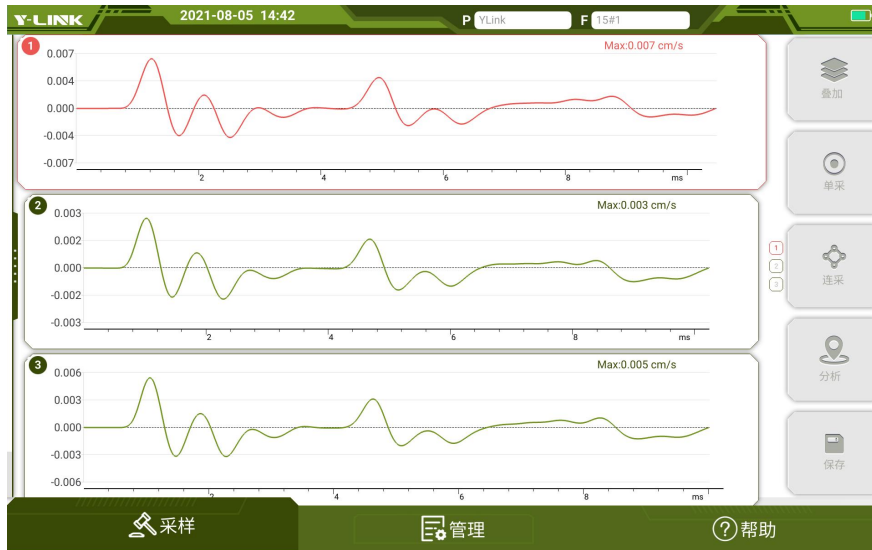 Y-LINK
2021-08-05 14:42
P YLink
F 15#1
1
Max:0.007 cm/s
0.007
0.004
0.000
-0.004
-0.007
2 4 6 8 ms
2
Max:0.003 cm/s
0.003
0.002
0.000
-0.002
-0.003
2 4 6 8 ms
3
Max:0.005 cm/s
0.006
0.003
0.000
-0.003
-0.006
2 4 6 8 ms
1
2
3
叠加
单采
连采
分析
保存
采样
管理
?帮助